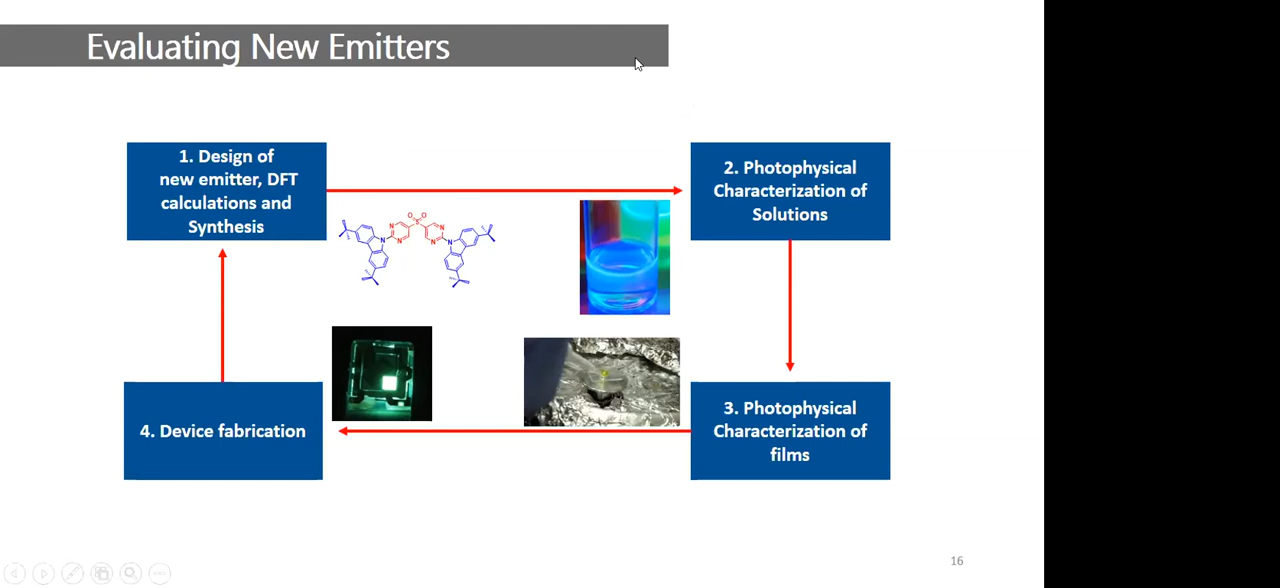 Evaluating New Emitters
1. Design of
new emitter, DFT
calculations and
Synthesis
2. Photophysical
Characterization of
Solutions
O O
S
N N
N N
N N
4. Device fabrication
3. Photophysical
Characterization of
films
16